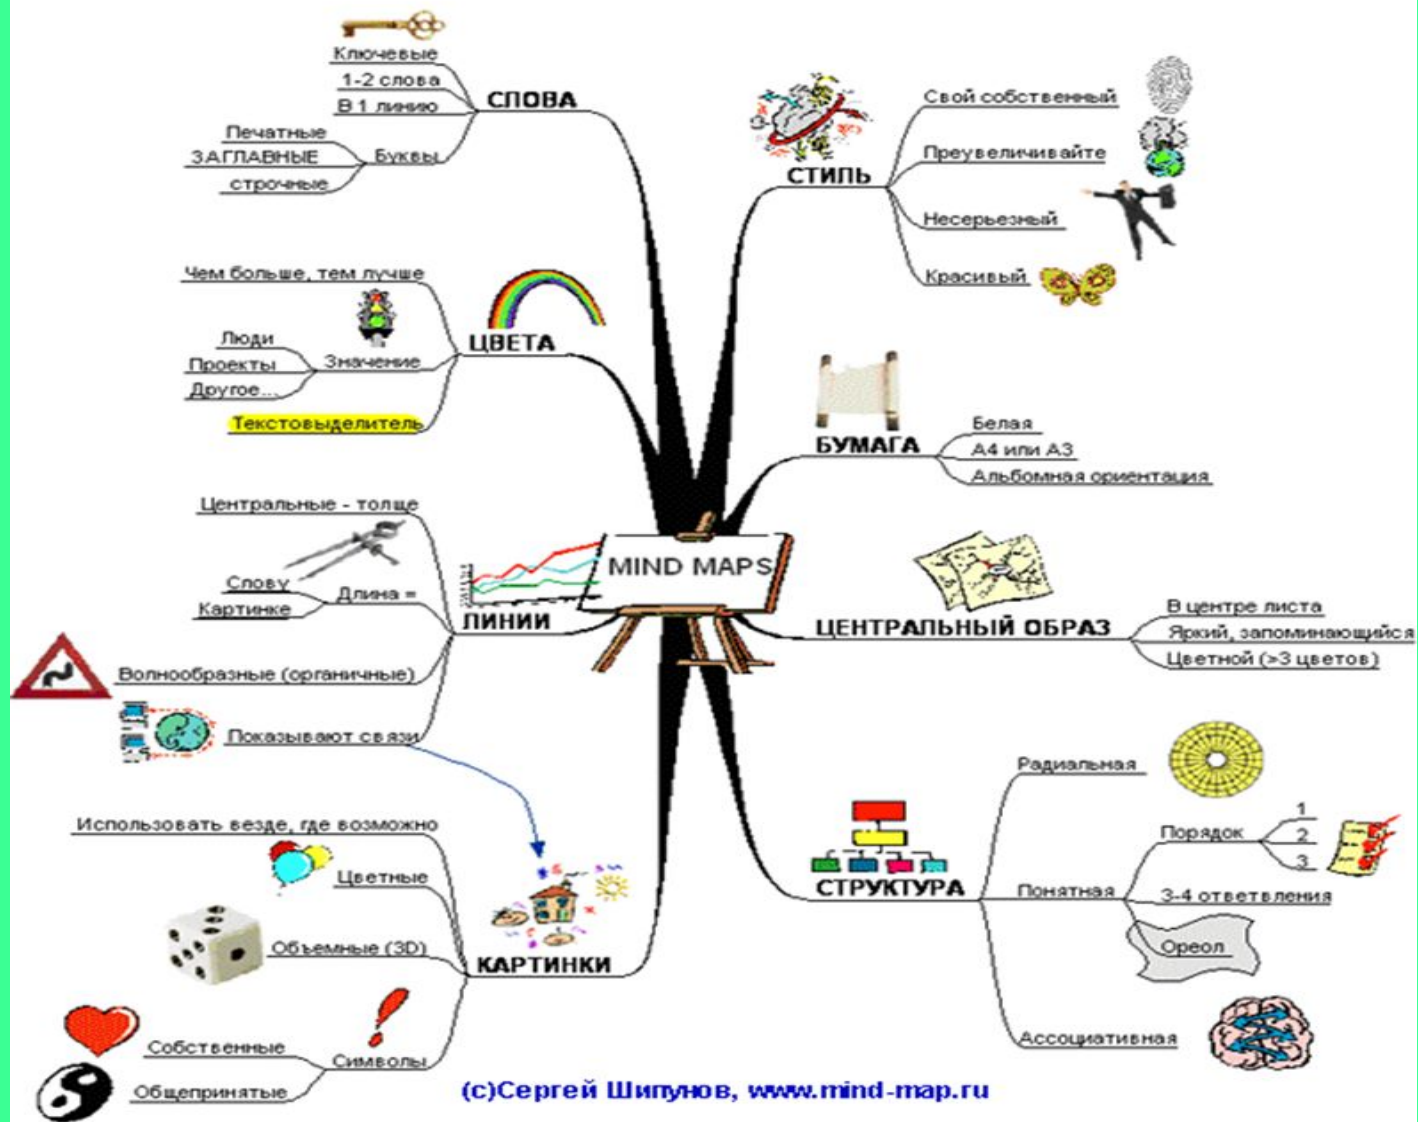 Ключевые
1-2 слова
В 1 линию
СЛОВА
Печатные
ЗАГЛАВНЫЕ
строчные
Буквы
Чем больше, тем лучше
Люди
Проекты
Другое...
Значение
ЦВЕТА
Текстовыделитель
Центральные - толще
Слову
Картинке
Длина =
ЛИНИИ
Волнообразные (органичные)
Показывают связи
Использовать везде, где возможно
Цветные
Объемные (3D)
КАРТИНКИ
Собственные
Общепринятые
Символы
MIND MAPS
СТИЛЬ
Свой собственный
Преувеличивайте
Несерьезный
Красивый
БУМАГА
Белая
А4 или А3
Альбомная ориентация
ЦЕНТРАЛЬНЫЙ ОБРАЗ
В центре листа
Яркий, запоминающийся
Цветной (>3 цветов)
СТРУКТУРА
Радиальная
Понятная
Порядок
1
2
3
3-4 ответвления
Ореол
Ассоциативная
(c)Сергей Шипунов, www.mind-map.ru